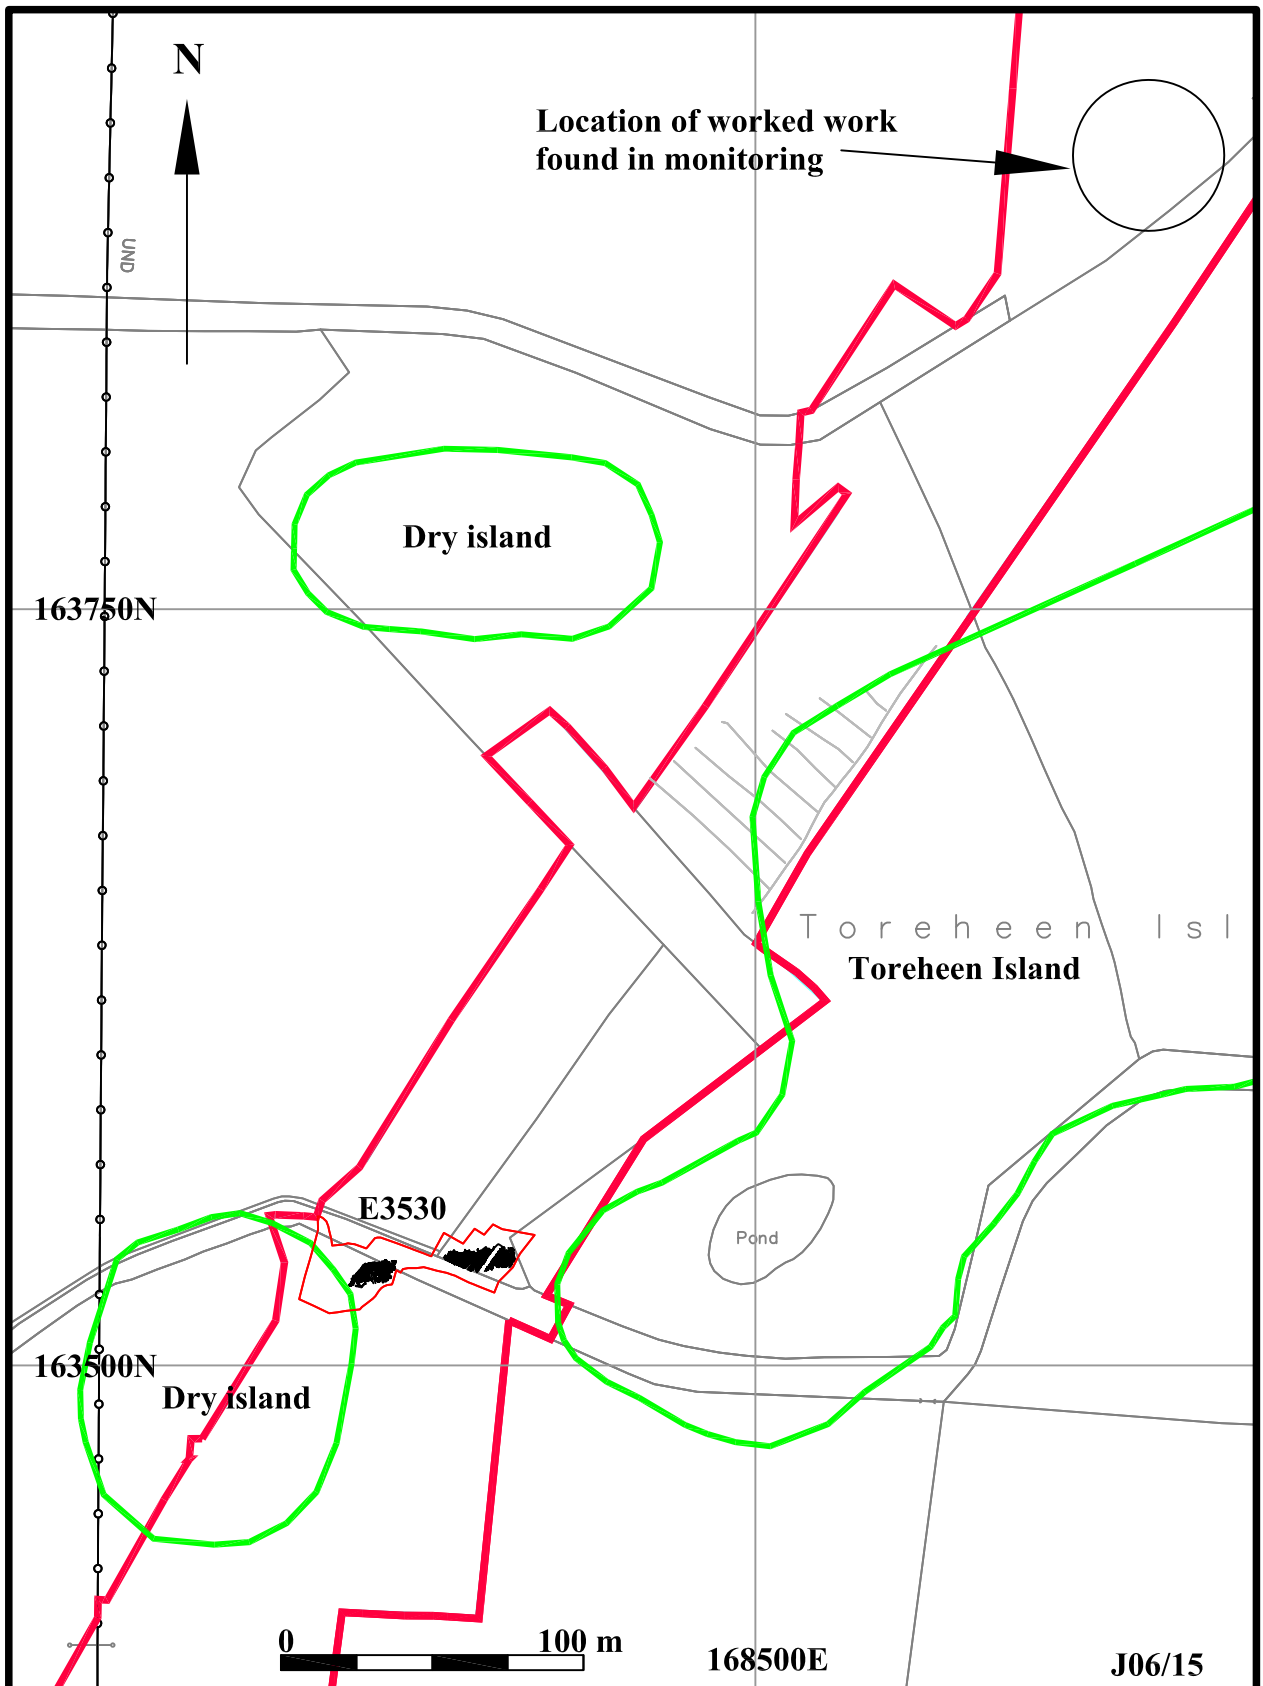 N
Location of worked work
found in monitoring
UND
Dry island
163750N
Toreheen Isl
Toreheen Island
E3530
Pond
163500N
Dry island
0 100 m
168500E
J06/15